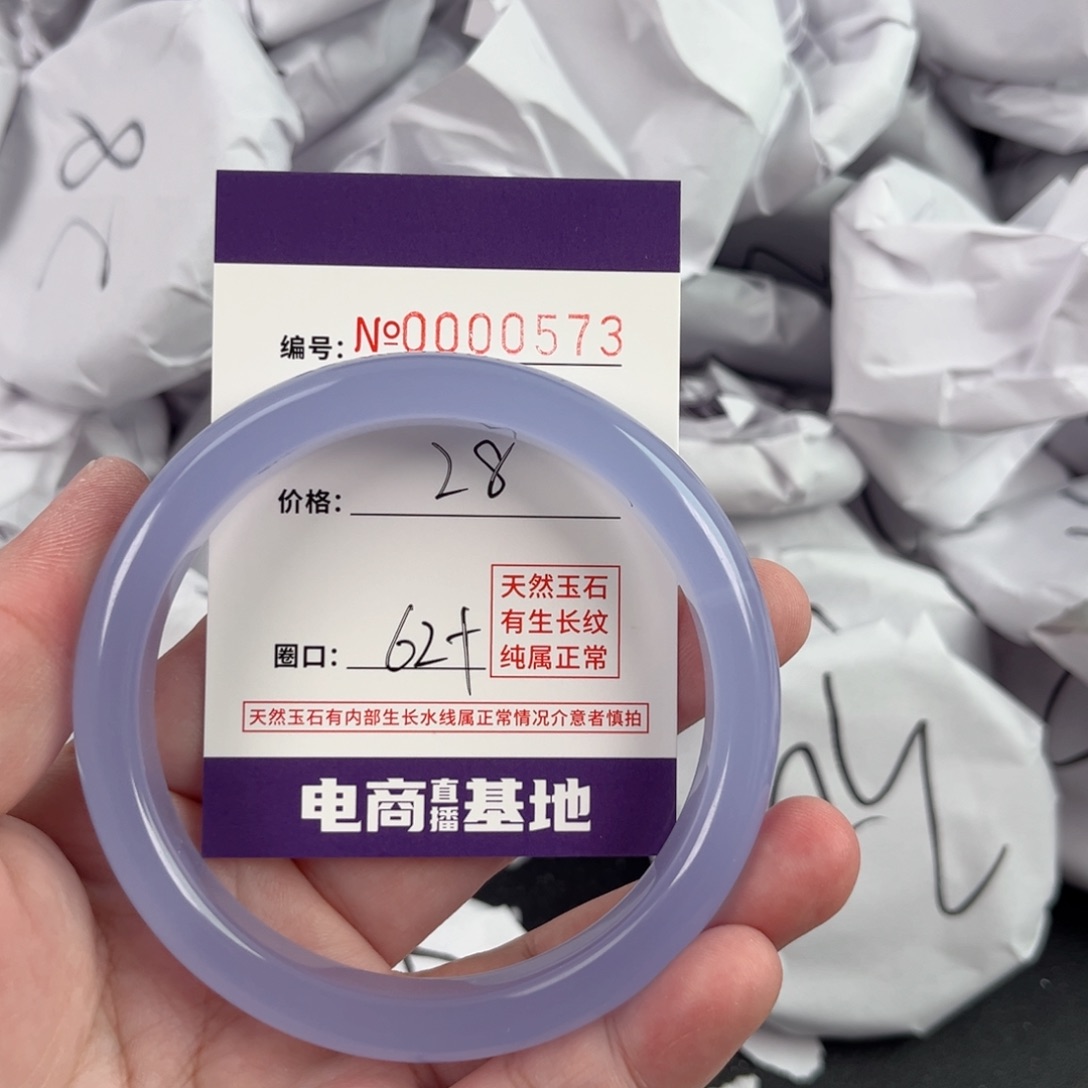 编号：№0000573
价格：28
圈口：62+
天然玉石
有生长纹
纯属正常
天然玉石有内部生长水线属正常情况介意者慎拍
电商直播基地